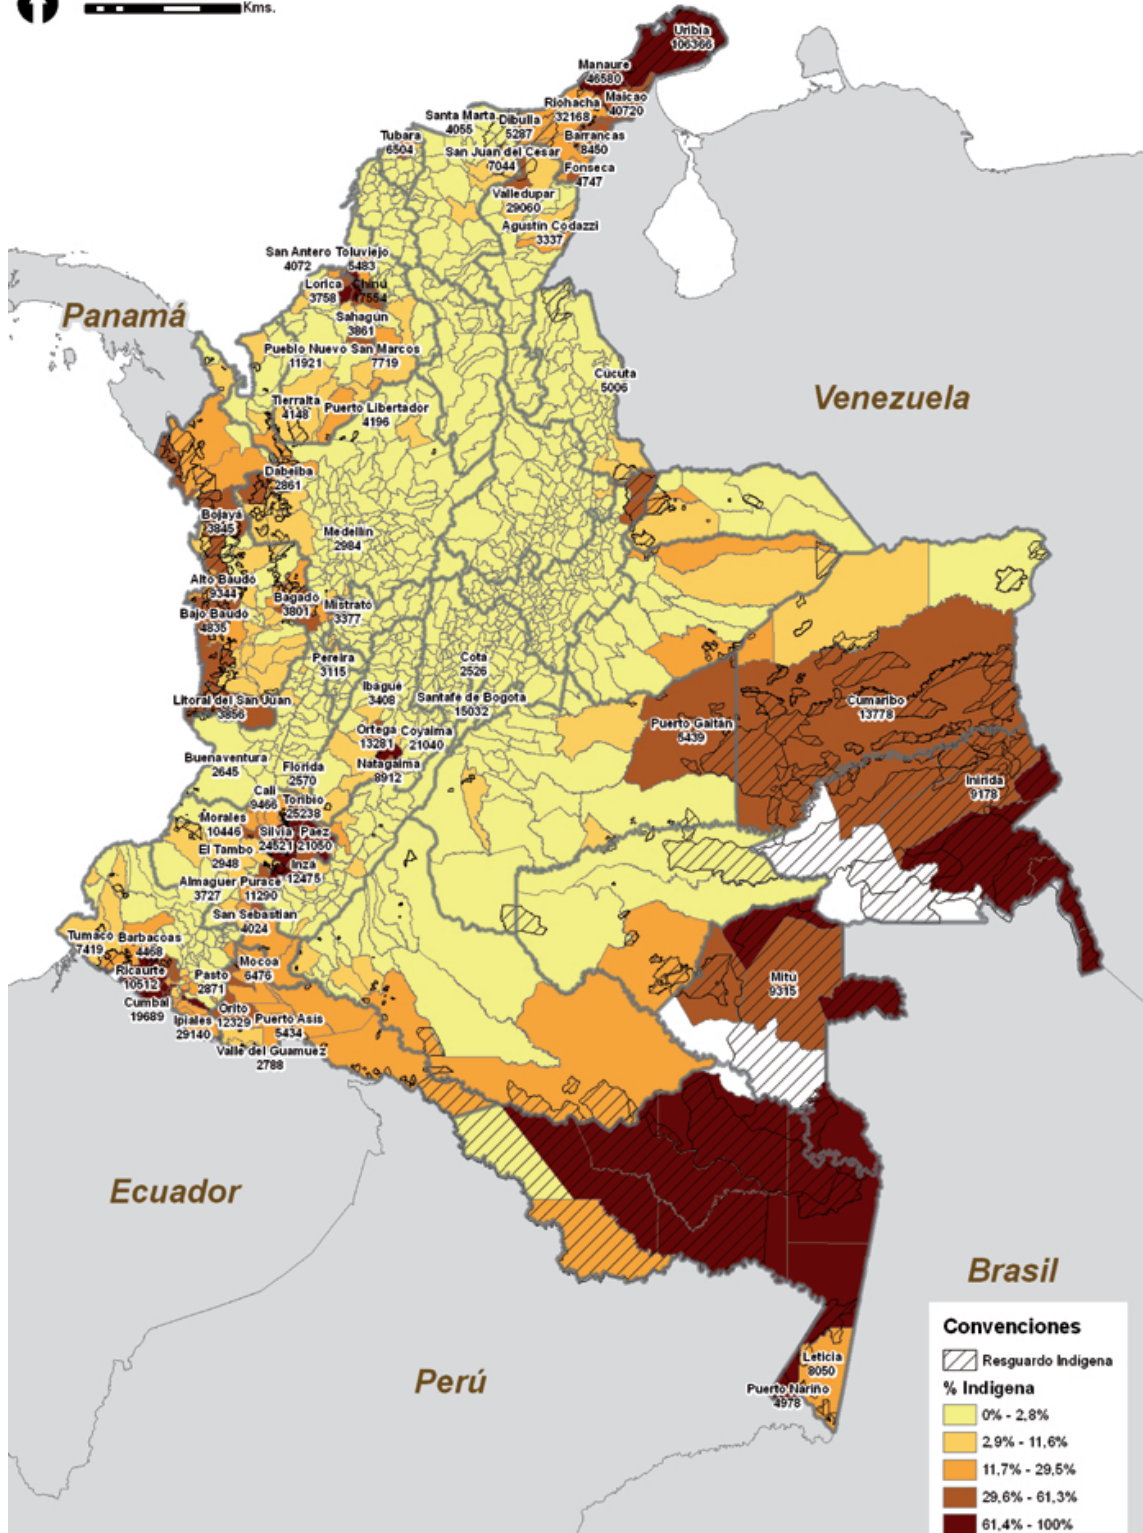 Kms.
Uribia
106366
Manaure
46580
Maicao
40720
Riohacha
32168
Santa Marta
4055
Dibulla
5287
Barrancas
8450
Tubara
6504
San Juan del Cesar
7044
Fonseca
4747
Valledupar
29060
Agustín Codazzi
3337
San Antero
4072
Toluviejo
5483
Lorica
3758
Chinú
17554
Sahagún
3861
Panamá
Pueblo Nuevo
11921
San Marcos
7719
Cúcuta
5006
Venezuela
Tierralta
4148
Puerto Libertador
4196
Dabeiba
2861
Bojayá
3845
Medellín
2984
Alto Baudo
9344
Bagadó
3801
Mistrato
3377
Bajo Baudó
4835
Pereira
3115
Cota
2526
Ibagué
3408
Santafé de Bogota
15032
Litoral del San Juan
3856
Cumaribo
13778
Puerto Gaitán
5439
Ortega
13281
Coyaima
21040
Natagaima
8912
Buenaventura
2645
Florida
2570
Inirida
9178
Cali
9466
Toribio
25238
Morales
10446
Silvia
24521
Paez
21050
El Tambo
2948
Inzá
12475
Almaguer
3727
Puracé
11290
San Sebastian
4024
Tumaco
7419
Barbacoas
4468
Mocoa
6476
Ricaurte
10512
Pasto
2871
Mitú
9315
Cumbal
19689
Orito
12329
Ipiales
29140
Puerto Asís
5434
Valle del Guamuez
2788
Ecuador
Brasil
Perú
Leticia
8050
Puerto Nariño
4978
Convenciones
Resguardo Indígena
% Indigena
0% - 2,8%
2,9% - 11,6%
11,7% - 29,5%
29,6% - 61,3%
61,4% - 100%